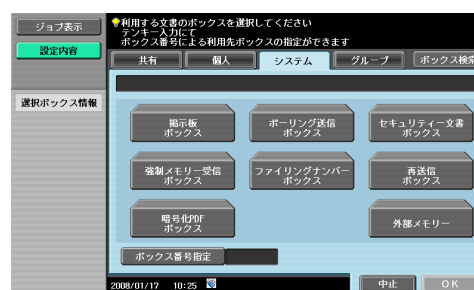 ジョブ表示
設定内容
選択ボックス情報
利用する文書のボックスを選択してください
テンキー入力にて
ボックス番号による利用先ボックスの指定ができます
共有
個人
システム
グループ
ボックス検索
掲示板
ボックス
ポーリング送信
ボックス
セキュリティー文書
ボックス
強制メモリー受信
ボックス
ファイリングナンバー
ボックス
再送信
ボックス
暗号化PDF
ボックス
外部メモリー
ボックス番号指定
2008/01/17 10:25
中止
OK